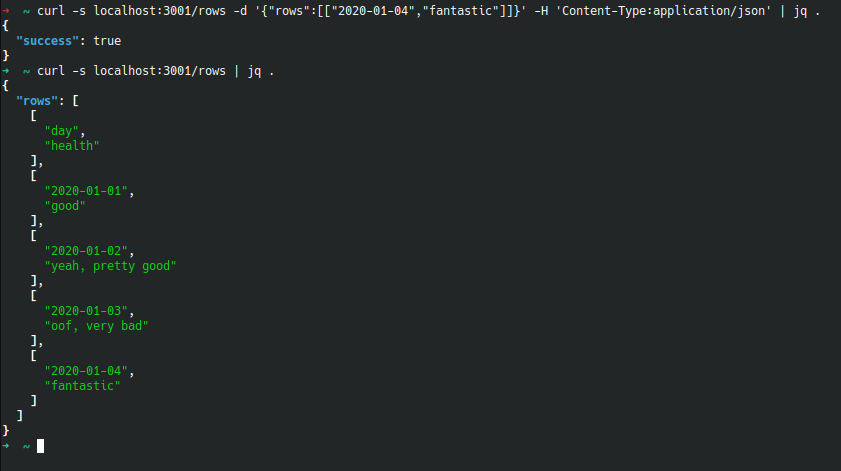 ➜  ~ curl -s localhost:3001/rows -d '{"rows":[["2020-01-04","fantastic"]]}' -H 'Content-Type:application/json' | jq .
{
  "success": true
}
➜  ~ curl -s localhost:3001/rows | jq .
{
  "rows": [
    [
      "day",
      "health"
    ],
    [
      "2020-01-01",
      "good"
    ],
    [
      "2020-01-02",
      "yeah, pretty good"
    ],
    [
      "2020-01-03",
      "oof, very bad"
    ],
    [
      "2020-01-04",
      "fantastic"
    ]
  ]
}
➜  ~